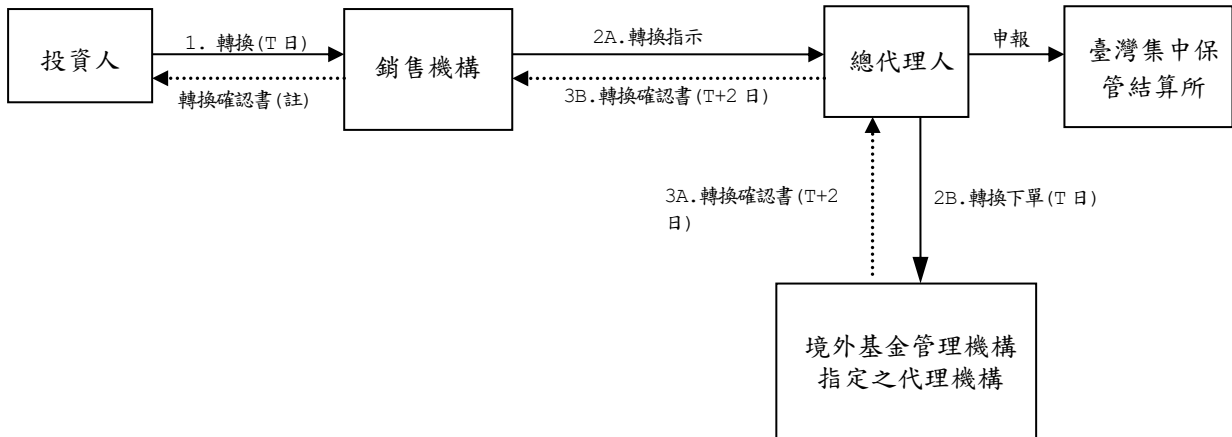 投資人
1. 轉換(T 日)
轉換確認書(註)
銷售機構
2A.轉換指示
3B.轉換確認書(T+2 日)
總代理人
申報
臺灣集中保
管結算所
3A.轉換確認書(T+2
日)
2B.轉換下單(T 日)
境外基金管理機構
指定之代理機構